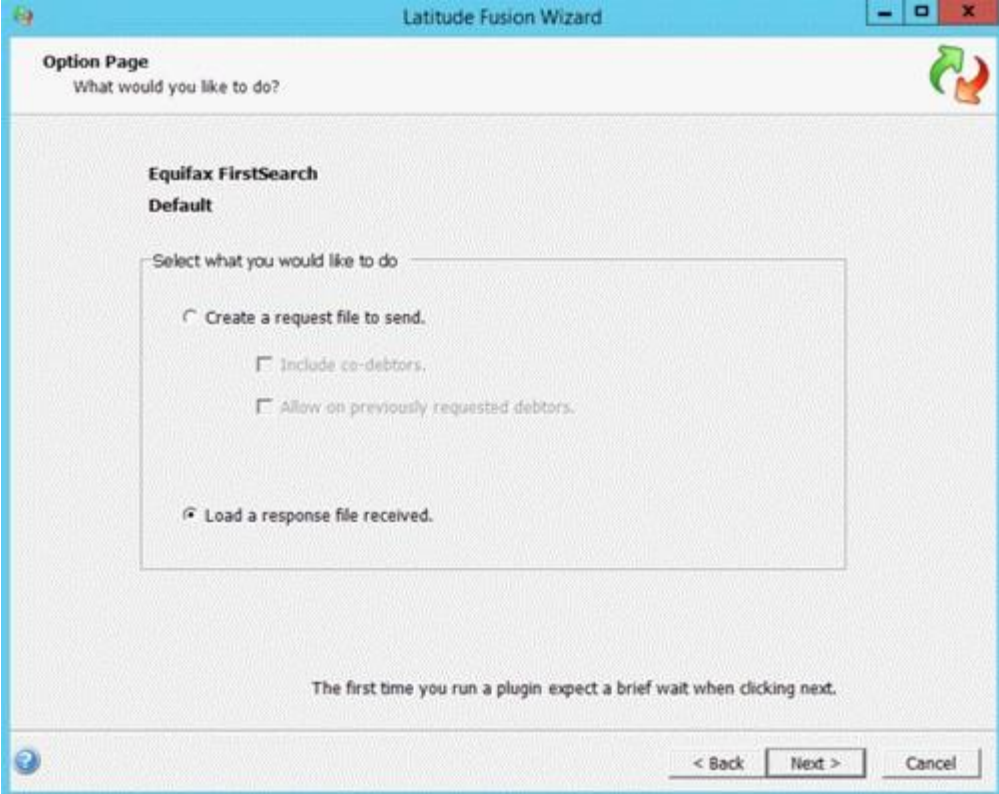 Latitude Fusion Wizard
Option Page
What would you like to do?
Equifax FirstSearch
Default
Select what you would like to do
Create a request file to send.
Include co-debtors.
Allow on previously requested debtors.
Load a response file received.
The first time you run a plugin expect a brief wait when clicking next.
< Back Next > Cancel